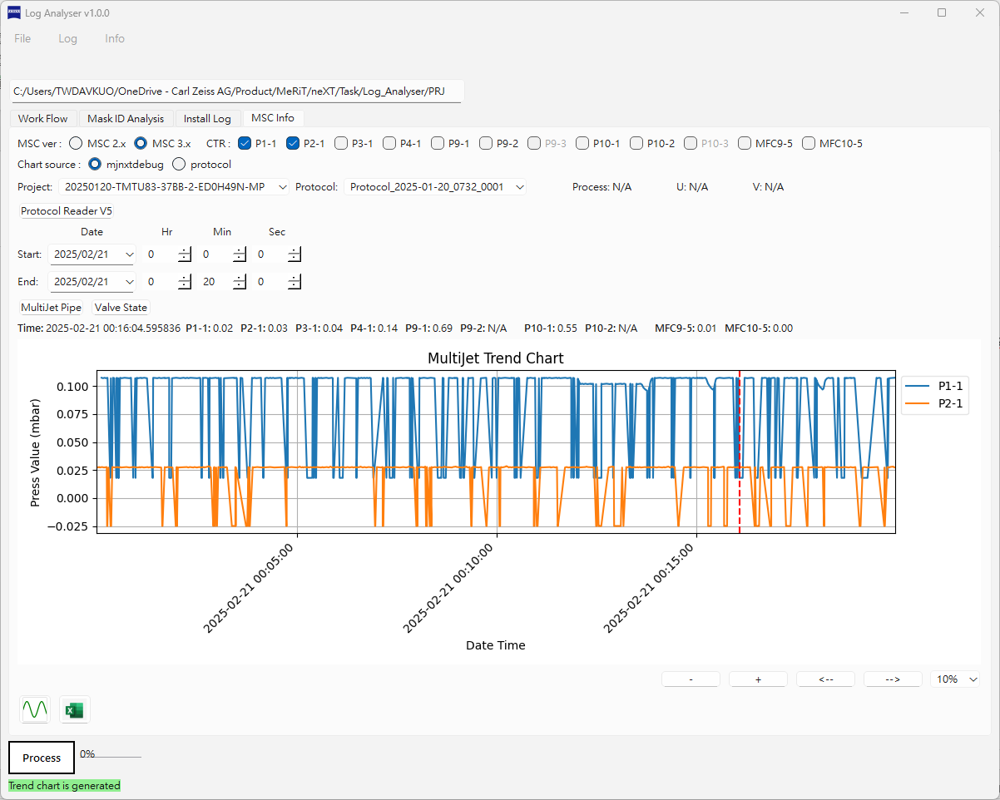 ZEISS Log Analyser v1.0.0
File Log Info
C:/Users/TWDAVKUO/OneDrive - Carl Zeiss AG/Product/MeRiT/neXT/Task/Log_Analyser/PRJ
Work Flow Mask ID Analysis Install Log MSC Info
MSC ver : MSC 2.x MSC 3.x CTR : P1-1 P2-1 P3-1 P4-1 P9-1 P9-2 P9-3 P10-1 P10-2 P10-3 MFC9-5 MFC10-5
Chart source : mjnxtdebug protocol
Project: 20250120-TMTU83-37BB-2-ED0H49N-MP Protocol: Protocol_2025-01-20_0732_0001 Process: N/A U: N/A V: N/A
Protocol Reader V5
Date Hr Min Sec
Start: 2025/02/21 0 0 0
End: 2025/02/21 0 20 0
MultiJet Pipe Valve State
Time: 2025-02-21 00:16:04.595836 P1-1: 0.02 P2-1: 0.03 P3-1: 0.04 P4-1: 0.14 P9-1: 0.69 P9-2: N/A P10-1: 0.55 P10-2: N/A MFC9-5: 0.01 MFC10-5: 0.00
MultiJet Trend Chart
Press Value (mbar)
0.100
0.075
0.050
0.025
0.000
−0.025
P1-1
P2-1
2025-02-21 00:05:00
2025-02-21 00:10:00
2025-02-21 00:15:00
Date Time
- + <-- --> 10%
Process 0%
Trend chart is generated